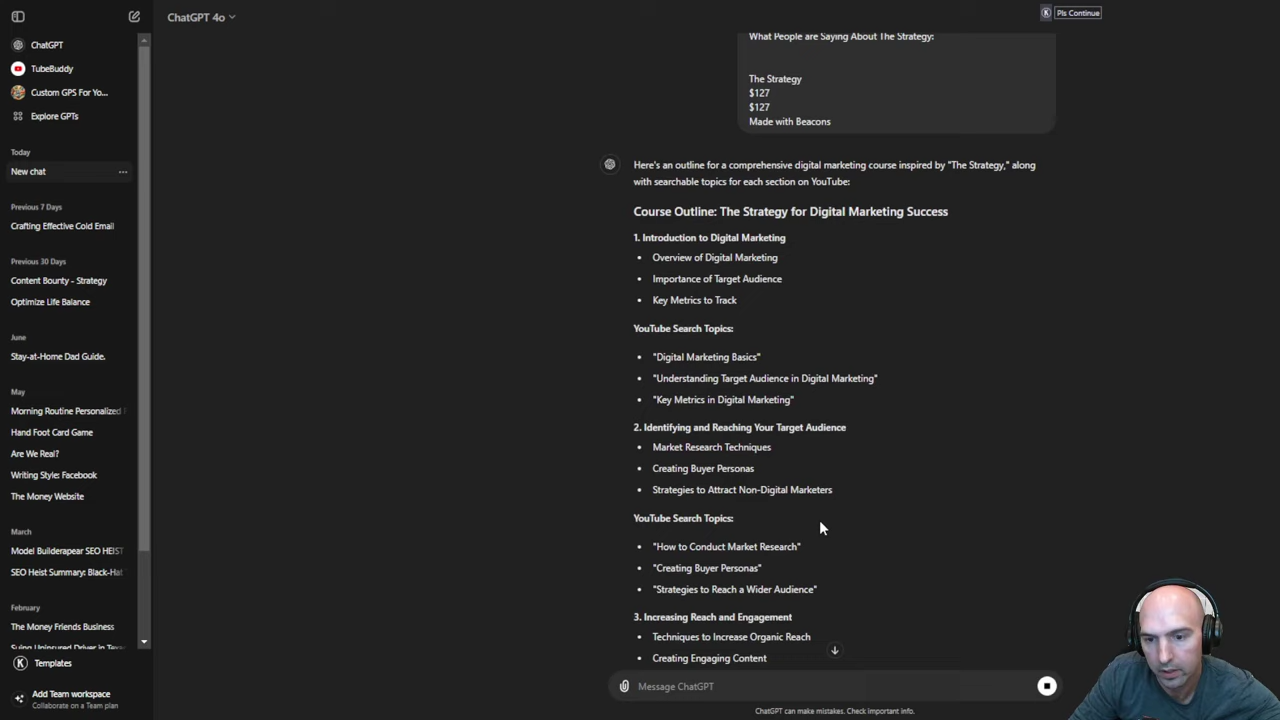 ChatGPT 4o
K Pls Continue
ChatGPT
TubeBuddy
Custom GPS For Yo...
Explore GPTs
Today
New chat
Previous 7 Days
Crafting Effective Cold Email
Previous 30 Days
Content Bounty - Strategy
Optimize Life Balance
June
Stay-at-Home Dad Guide.
May
Morning Routine Personalized
Hand Foot Card Game
Are We Real?
Writing Style: Facebook
The Money Website
March
Model Builderapear SEO HEIST
SEO Heist Summary: Black-Hat
February
The Money Friends Business
Suing Uninsured Driver in
K Templates
Add Team workspace
Collaborate on a Team plan
What People are Saying About The Strategy:
The Strategy
$127
$127
Made with Beacons
Here's an outline for a comprehensive digital marketing course inspired by "The Strategy," along
with searchable topics for each section on YouTube:
Course Outline: The Strategy for Digital Marketing Success
1. Introduction to Digital Marketing
• Overview of Digital Marketing
• Importance of Target Audience
• Key Metrics to Track
YouTube Search Topics:
• "Digital Marketing Basics"
• "Understanding Target Audience in Digital Marketing"
• "Key Metrics in Digital Marketing"
2. Identifying and Reaching Your Target Audience
• Market Research Techniques
• Creating Buyer Personas
• Strategies to Attract Non-Digital Marketers
YouTube Search Topics:
• "How to Conduct Market Research"
• "Creating Buyer Personas"
• "Strategies to Reach a Wider Audience"
3. Increasing Reach and Engagement
• Techniques to Increase Organic Reach
• Creating Engaging Content
Message ChatGPT
ChatGPT can make mistakes. Check important info.